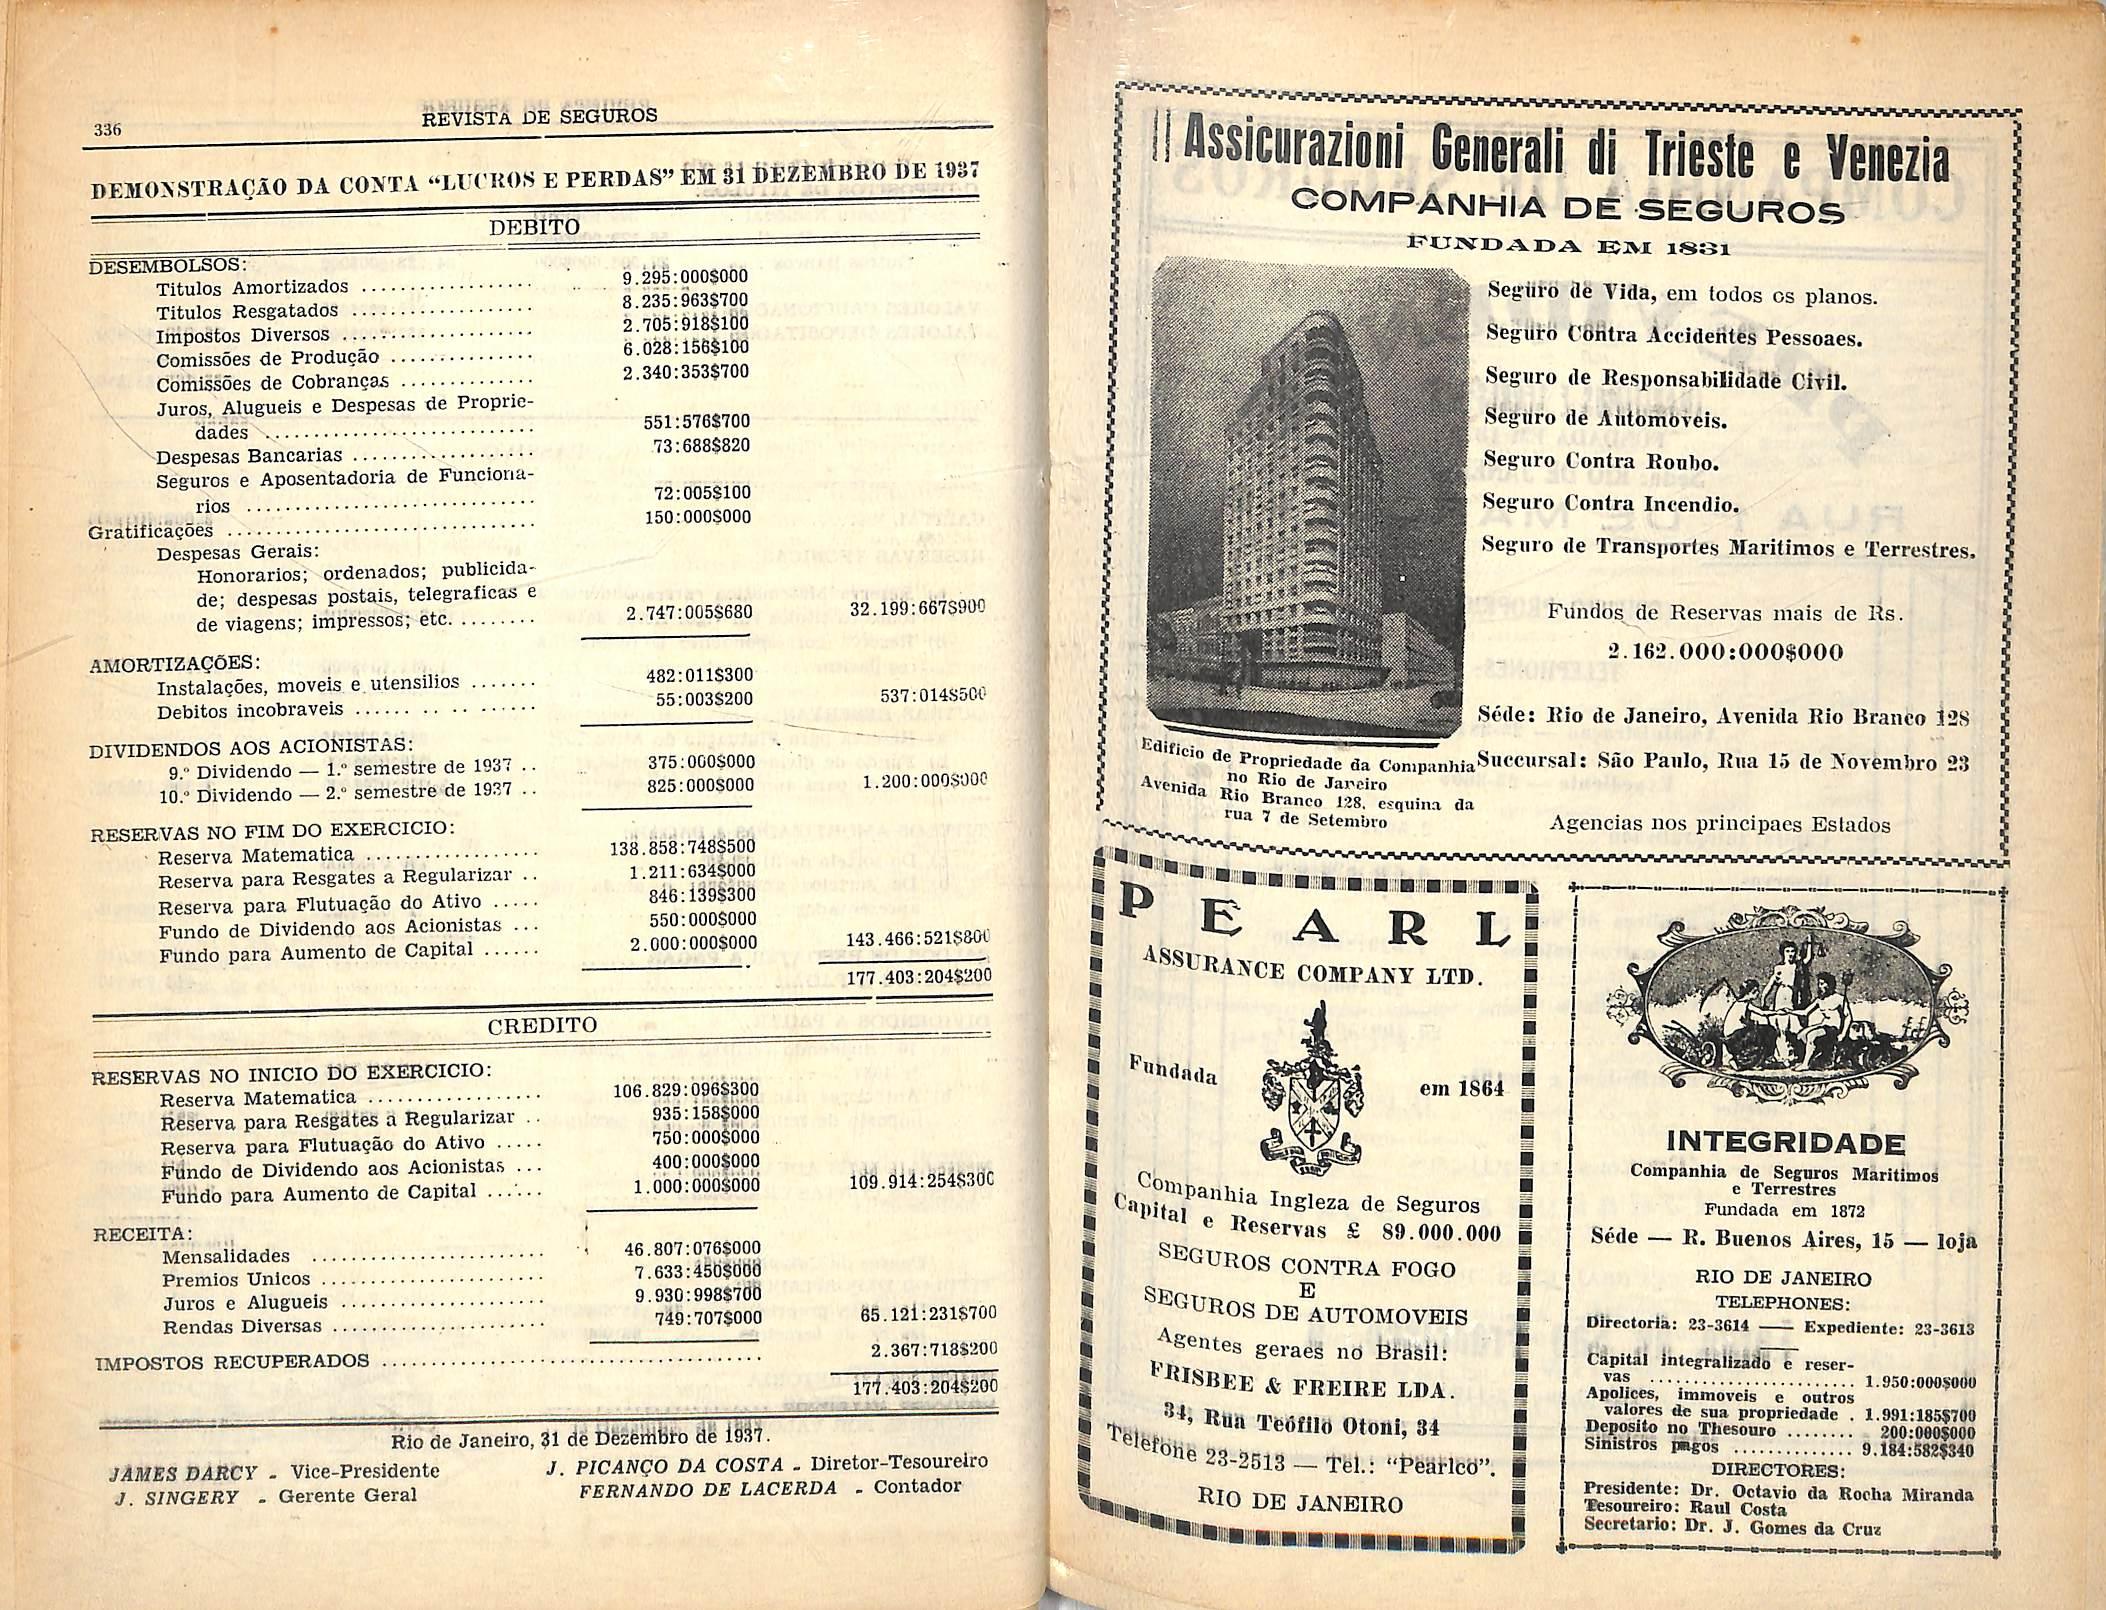 336
REVISTA DE SEGUROS
DEMONSTRAÇÃO DA CONTA “LUCROS E PERDAS” EM 31 DEZEMBRO DE 1937
DEBITO
DESEMBOLSOS:
Titulos Amortizados .................. 9.295:000$000
Titulos Resgatados ................... 8.235:963$700
Impostos Diversos .................... 2.705:918$100
Comissões de Produção ............... 6.028:156$100
Comissões de Cobranças .............. 2.340:353$700
Juros, Alugueis e Despesas de Proprie-
dades ............................ 551:576$700
Despesas Bancarias ................... 73:688$820
Seguros e Aposentadoria de Funciona-
rios .............................. 72:005$100
Gratificações ................................ 150:000$000
Despesas Gerais:
Honorarios; ordenados; publicida-
de; despesas postais, telegraficas e
de viagens; impressos; etc. ........ 2.747:005$680 32.199:667$900
AMORTIZAÇÕES:
Instalações, moveis e utensilios ....... 482:011$300
Debitos incobraveis ...... .. .. ...... 55:003$200 537:014$500
DIVIDENDOS AOS ACIONISTAS:
9.º Dividendo — 1.º semestre de 1937 .. 375:000$000
10.º Dividendo — 2.º semestre de 1937 .. 825:000$000 1.200:000$000
RESERVAS NO FIM DO EXERCICIO:
Reserva Matematica .................. 138.858:748$500
Reserva para Resgates a Regularizar .. 1.211:634$000
Reserva para Flutuação do Ativo ..... 846:139$300
Fundo de Dividendo aos Acionistas ... 550:000$000
Fundo para Aumento de Capital ...... 2.000:000$000 143.466:521$800
177.403:204$200
CREDITO
RESERVAS NO INICIO DO EXERCICIO:
Reserva Matematica .................. 106.829:096$300
Reserva para Resgates a Regularizar .. 935:158$000
Reserva para Flutuação do Ativo ..... 750:000$000
Fundo de Dividendo aos Acionistas ... 400:000$000
Fundo para Aumento de Capital ...... 1.000:000$000 109.914:254$300
RECEITA:
Mensalidades ........................ 46.807:076$000
Premios Unicos ....................... 7.633:450$000
Juros e Alugueis ..................... 9.930:998$700
Rendas Diversas ...................... 749:707$000 65.121:231$700
IMPOSTOS RECUPERADOS ....................................... 2.367:718$200
177.403:204$200
Rio de Janeiro, 31 de Dezembro de 1937.
JAMES DARCY - Vice-Presidente
J. SINGERY - Gerente Geral
J. PICANÇO DA COSTA - Diretor-Tesoureiro
FERNANDO DE LACERDA - Contador
Assicurazioni Generali di Trieste e Venezia
COMPANHIA DE SEGUROS
FUNDADA EM 1831
Seguro de Vida, em todos os planos.
Seguro Contra Accidentes Pessoaes.
Seguro de Responsabilidade Civil.
Seguro de Automoveis.
Seguro Contra Roubo.
Seguro Contra Incendio.
Seguro de Transportes Maritimos e Terrestres.
Fundos de Reservas mais de Rs.
2.162.000:000$000
Séde: Rio de Janeiro, Avenida Rio Branco 128
Succursal: São Paulo, Rua 15 de Novembro 23
Agencias nos principaes Estados
Edificio de Propriedade da Companhia
no Rio de Janeiro
Avenida Rio Branco 128, esquina da
rua 7 de Setembro
PEARL
ASSURANCE COMPANY LTD.
Fundada em 1864
Companhia Ingleza de Seguros
Capital e Reservas £ 89.000.000
SEGUROS CONTRA FOGO
E
SEGUROS DE AUTOMOVEIS
Agentes geraes no Brasil:
FRISBEE & FREIRE LDA.
34, Rua Teófilo Otoni, 34
Telefone 23-2513 — Tel.: “Pearlco”.
RIO DE JANEIRO
INTEGRIDADE
Companhia de Seguros Maritimos
e Terrestres
Fundada em 1872
Séde — R. Buenos Aires, 15 — loja
RIO DE JANEIRO
TELEPHONES:
Directoria: 23-3614 — Expediente: 23-3613
Capital integralizado e reser-
vas ........................ 1.950:000$000
Apolices, immoveis e outros
valores de sua propriedade . 1.991:185$700
Deposito no Thesouro ........ 200:000$000
Sinistros pagos .............. 9.184:582$340
DIRECTORES:
Presidente: Dr. Octavio da Rocha Miranda
Tesoureiro: Raul Costa
Secretario: Dr. J. Gomes da Cruz